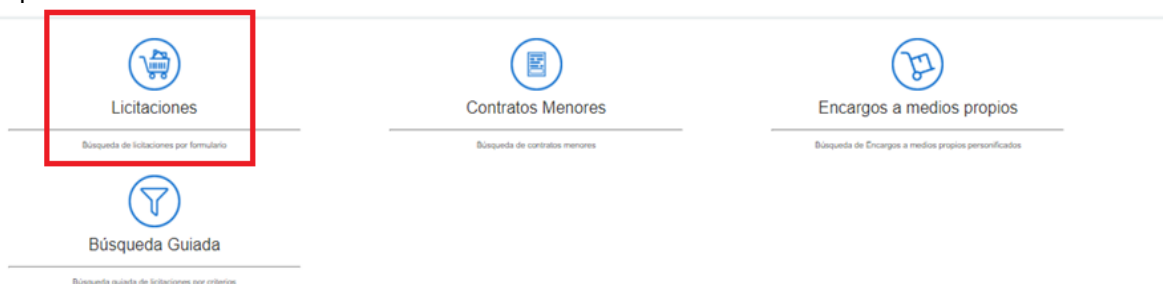 Licitaciones
Búsqueda de licitaciones por formulario
Contratos Menores
Búsqueda de contratos menores
Encargos a medios propios
Búsqueda de Encargos a medios propios personificados
Búsqueda Guiada
Búsqueda guiada de licitaciones por criterios